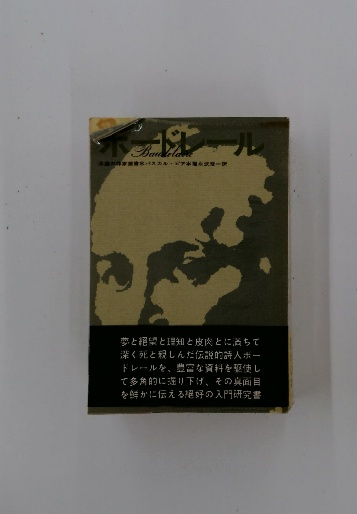 ボードレール
Baudelaire
夢と絶望と理知と皮肉とに満ちて
深く死と親しんだ伝説的詩人ボー
ドレールを、豊富な資料を駆使し
て多角的に掘り下げ、その真面目
を鮮かに伝える絶好の入門研究書